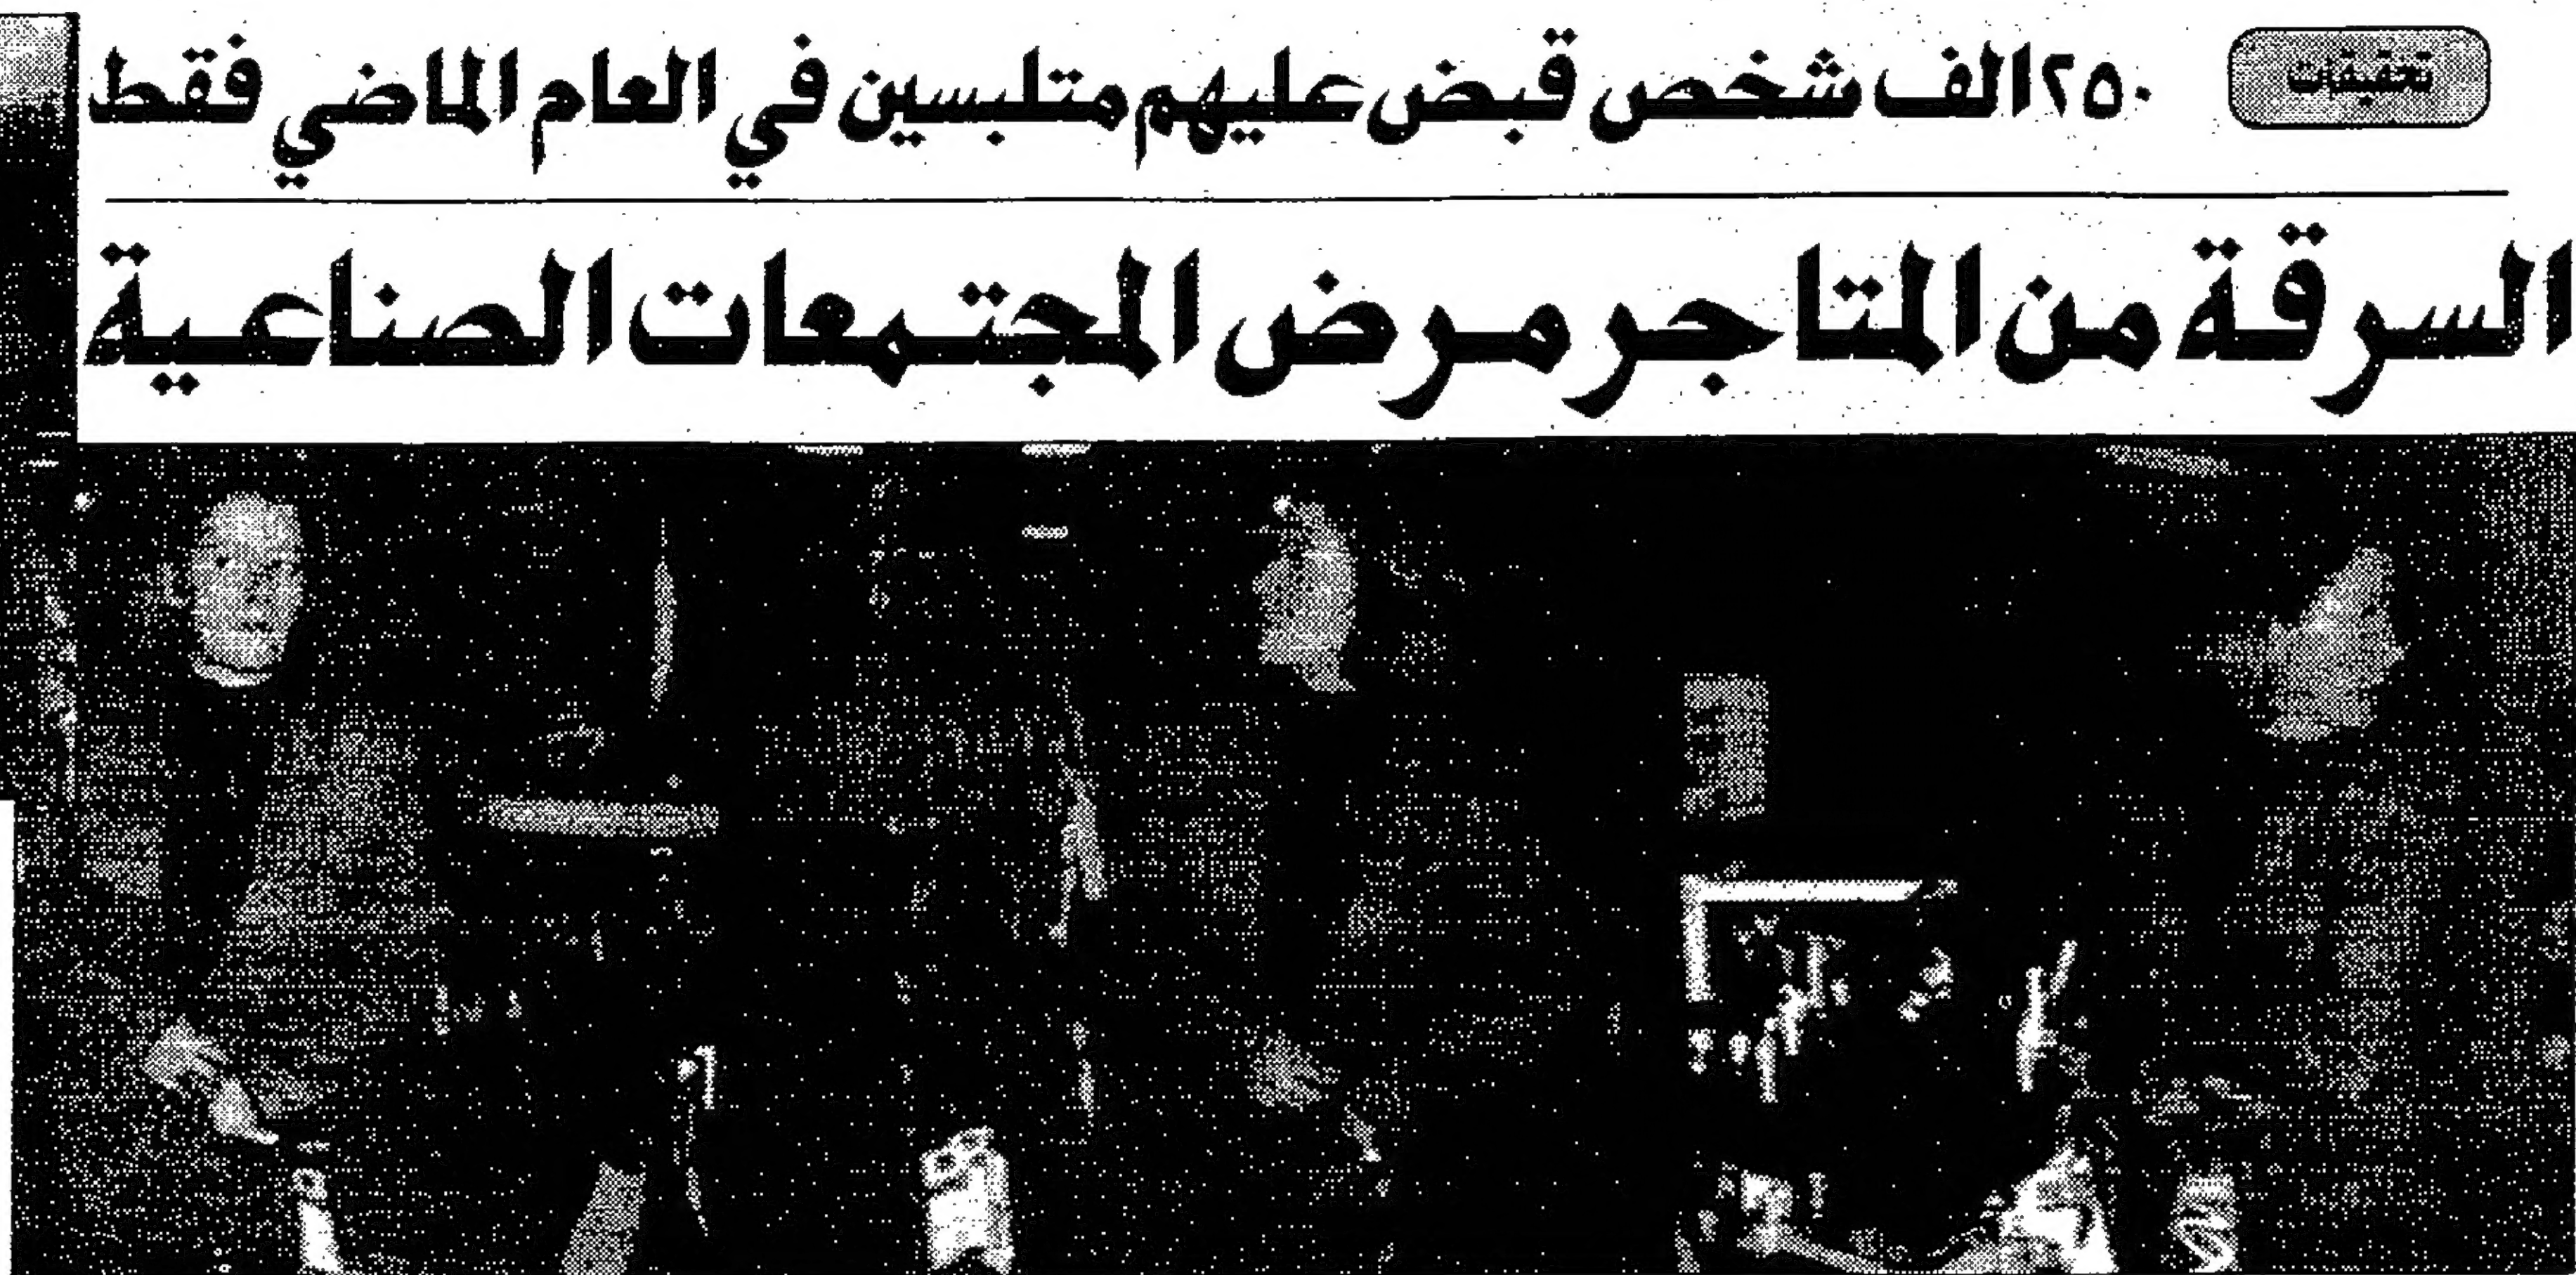 تحقيقات
٢٥٠ الف شخص قبض عليهم متلبسين في العام الماضي فقط
السرقة من المتاجر مرض المجتمعات الصناعية